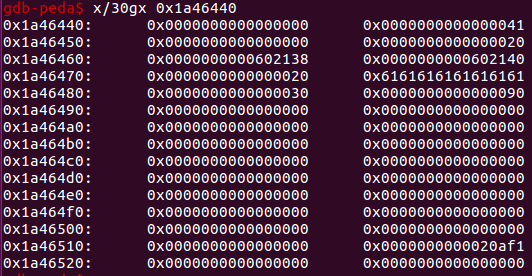 gdb-peda$ x/30gx 0x1a46440
0x1a46440: 0x0000000000000000 0x0000000000000041
0x1a46450: 0x0000000000000000 0x0000000000000020
0x1a46460: 0x0000000000602138 0x0000000000602140
0x1a46470: 0x0000000000000020 0x6161616161616161
0x1a46480: 0x0000000000000030 0x0000000000000090
0x1a46490: 0x0000000000000000 0x0000000000000000
0x1a464a0: 0x0000000000000000 0x0000000000000000
0x1a464b0: 0x0000000000000000 0x0000000000000000
0x1a464c0: 0x0000000000000000 0x0000000000000000
0x1a464d0: 0x0000000000000000 0x0000000000000000
0x1a464e0: 0x0000000000000000 0x0000000000000000
0x1a464f0: 0x0000000000000000 0x0000000000000000
0x1a46500: 0x0000000000000000 0x0000000000000000
0x1a46510: 0x0000000000000000 0x0000000000020af1
0x1a46520: 0x0000000000000000 0x0000000000000000